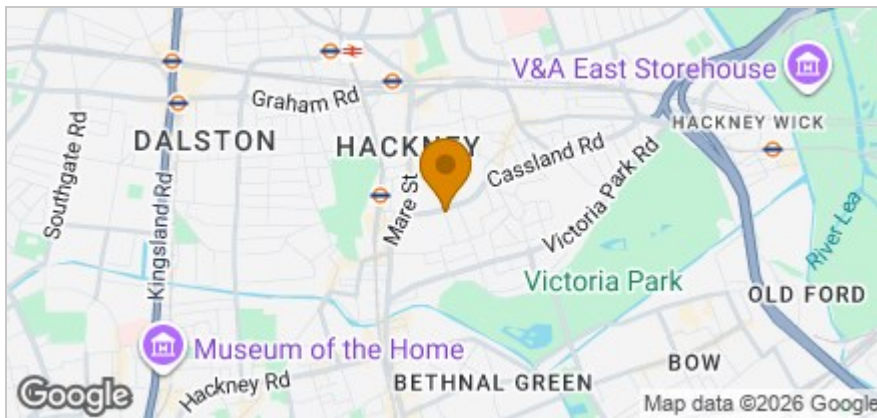 V&A East Storehouse
Graham Rd
HACKNEY WICK
DALSTON
HACKNEY
Cassland Rd
Southgate Rd
Kingsland Rd
Mare St
Victoria Park Rd
River Lea
Victoria Park
OLD FORD
Museum of the Home
BOW
Hackney Rd
BETHNAL GREEN
Google
Map data ©2026 Google